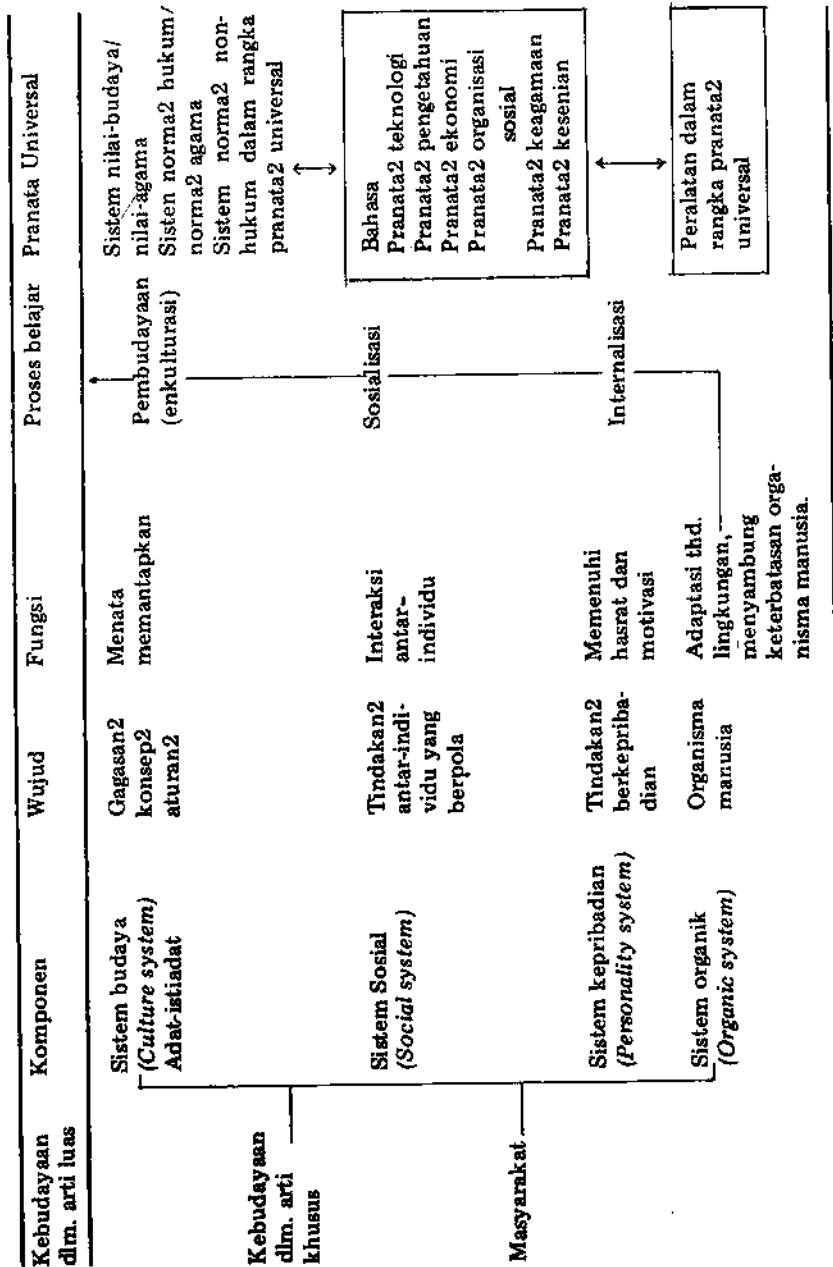 Kebudayaan
dlm. arti luas
Komponen
Wujud
Fungsi
Proses belajar
Pranata Universal
Kebudayaan
dlm. arti
khusus
Masyarakat
Sistem budaya
(Culture system)
Adat-istiadat
Gagasan2
konsep2
aturan2
Menata
memantapkan
Pembudayaan
(enkulturasi)
Sistem nilai-budaya/
nilai-agama
Sisten norma2 hukum/
norma2 agama
Sistem norma2 non-
hukum dalam rangka
pranata2 universal
Sistem Sosial
(Social system)
Tindakan2
antar-indi-
vidu yang
berpola
Interaksi
antar-
individu
Sosialisasi
Bahasa
Pranata2 teknologi
Pranata2 pengetahuan
Pranata2 ekonomi
Pranata2 organisasi
sosial
Pranata2 keagamaan
Pranata2 kesenian
Sistem kepribadian
(Personality system)
Tindakan2
berkepriba-
dian
Memenuhi
hasrat dan
motivasi
Internalisasi
Peralatan dalam
rangka pranata2
universal
Sistem organik
(Organic system)
Organisma
manusia
Adaptasi thd.
lingkungan,
menyambung
keterbatasan orga-
nisma manusia.